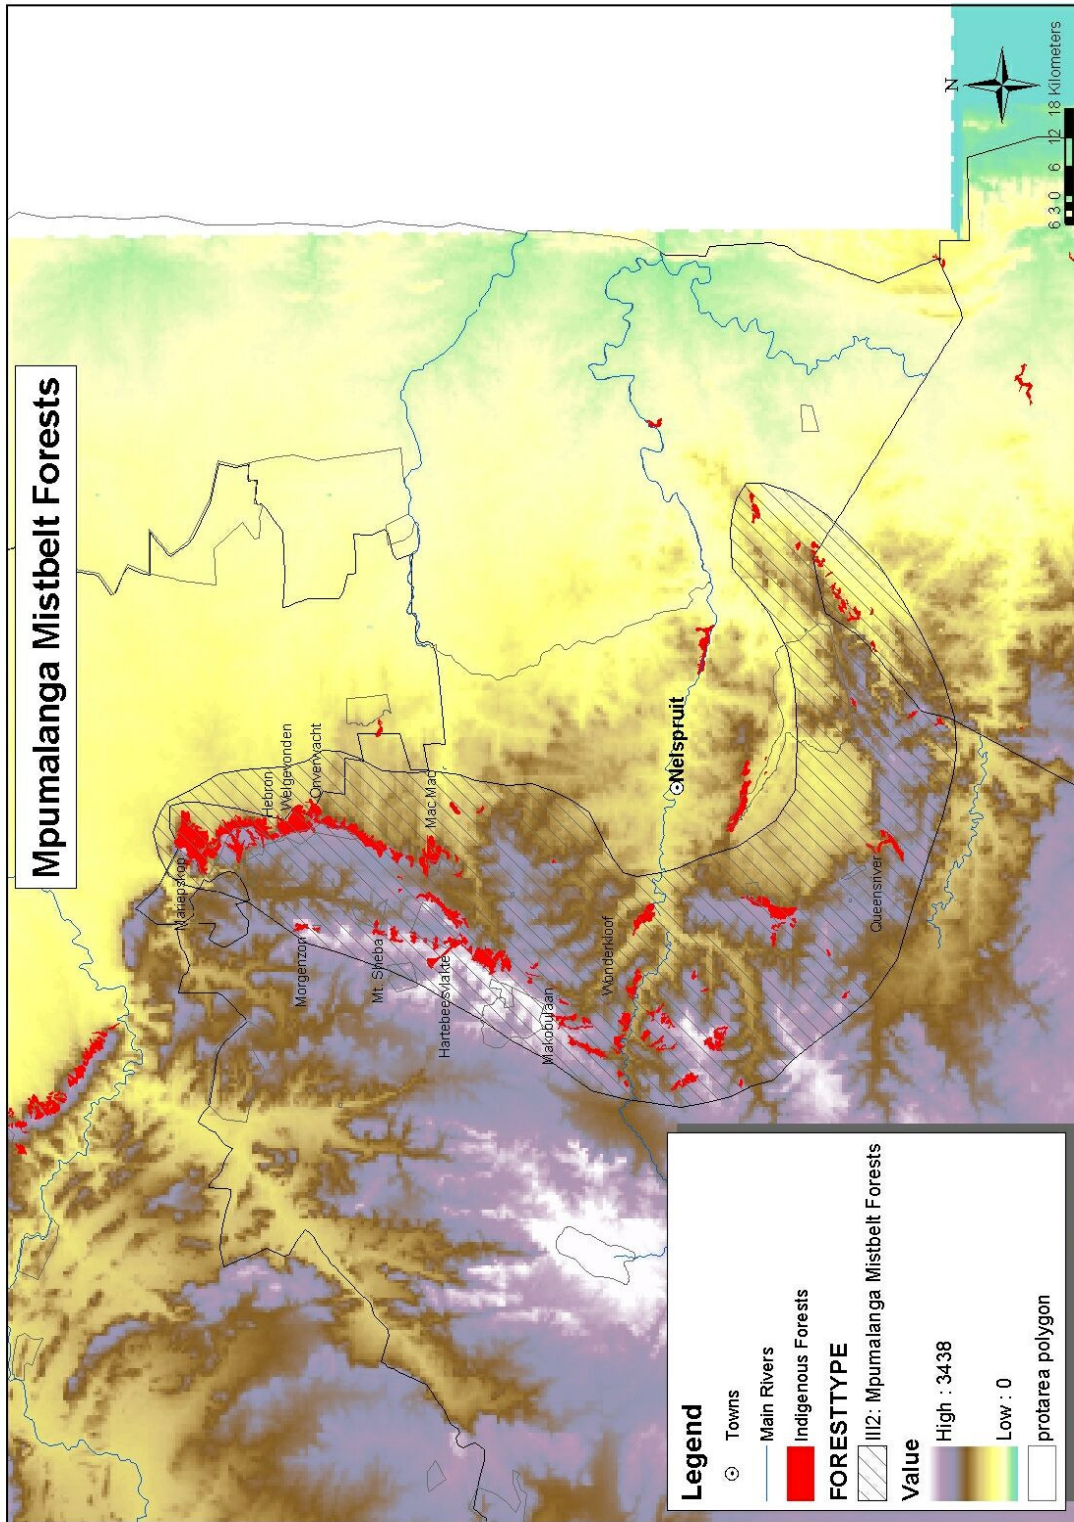 Mpumalanga Mistbelt Forests
Mariepskop
Hebron
Welgevonden
Onverwacht
Morgenzon
Mt. Sheba
Mac Mac
Hartebeesvlakte
Makobulaan
Wonderkloof
Nelspruit
Queensriver
N
6 3 0 6 12 18 Kilometers
Legend
Towns
Main Rivers
Indigenous Forests
FORESTTYPE
III2: Mpumalanga Mistbelt Forests
Value
High : 3438
Low : 0
protarea polygon